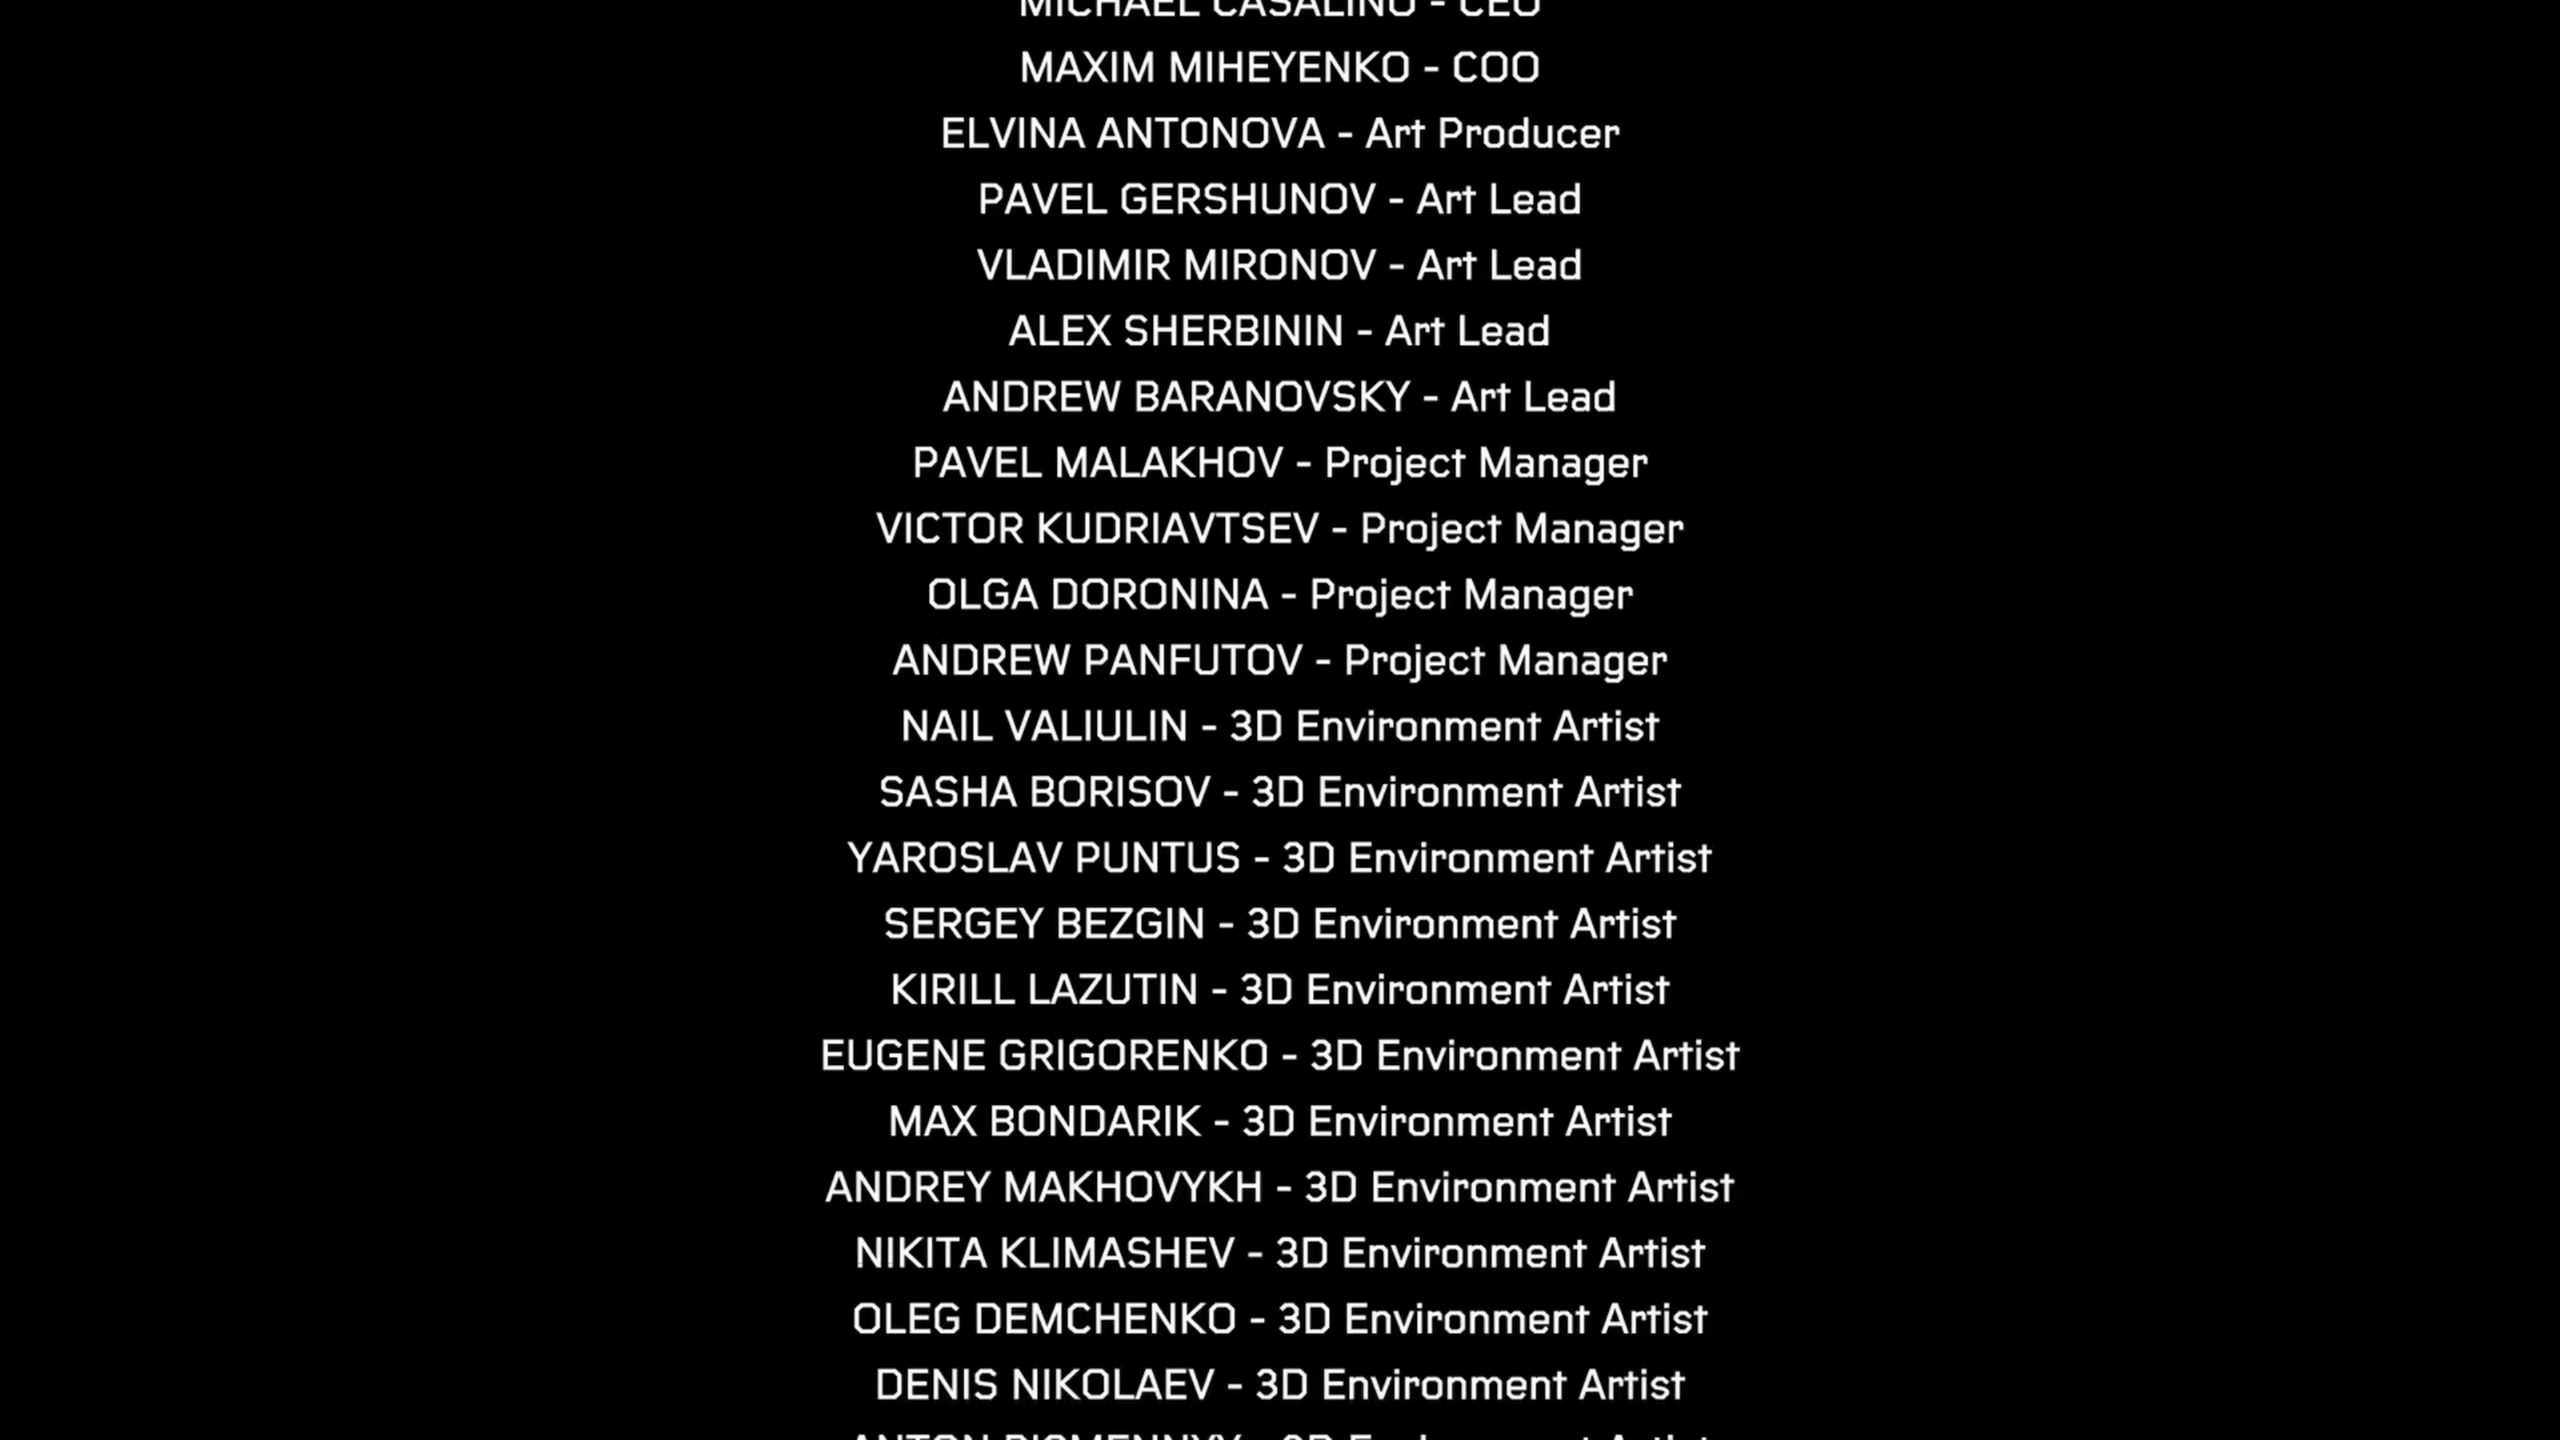 MICHAEL CASALINO - CEO
MAXIM MIHEYENKO - COO
ELVINA ANTONOVA - Art Producer
PAVEL GERSHUNOV - Art Lead
VLADIMIR MIRONOV - Art Lead
ALEX SHERBININ - Art Lead
ANDREW BARANOVSKY - Art Lead
PAVEL MALAKHOV - Project Manager
VICTOR KUDRIAVTSEV - Project Manager
OLGA DORONINA - Project Manager
ANDREW PANFUTOV - Project Manager
NAIL VALIULIN - 3D Environment Artist
SASHA BORISOV - 3D Environment Artist
YAROSLAV PUNTUS - 3D Environment Artist
SERGEY BEZGIN - 3D Environment Artist
KIRILL LAZUTIN - 3D Environment Artist
EUGENE GRIGORENKO - 3D Environment Artist
MAX BONDARIK - 3D Environment Artist
ANDREY MAKHOVYKH - 3D Environment Artist
NIKITA KLIMASHEV - 3D Environment Artist
OLEG DEMCHENKO - 3D Environment Artist
DENIS NIKOLAEV - 3D Environment Artist